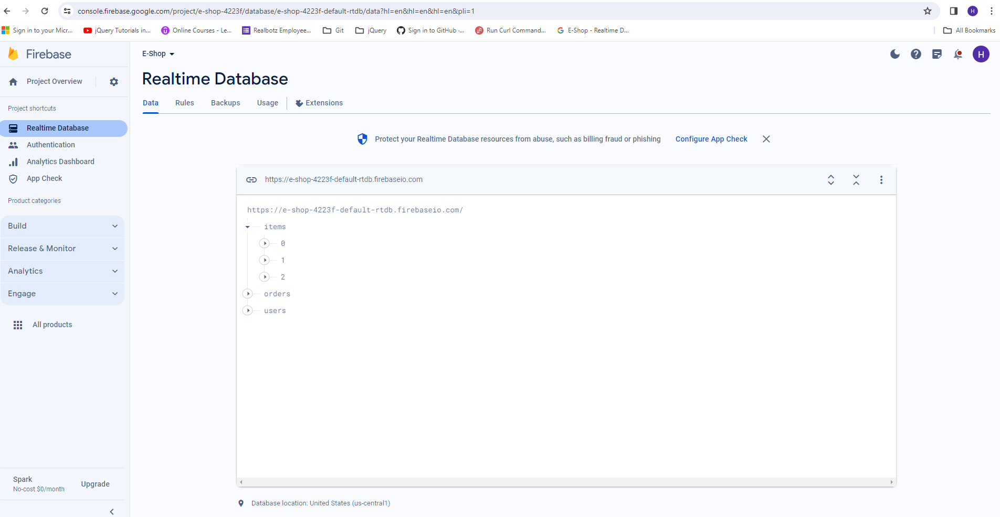 console.firebase.google.com/project/e-shop-4223f/database/e-shop-4223f-default-rtdb/data?hl=en&hl=en&hl=en&pli=1
H
Sign in to your Micr...
jQuery Tutorials in...
Online Courses - Le...
Realbotz Employee...
Git
jQuery
Sign in to GitHub ·...
Run Curl Command...
E-Shop - Realtime D...
All Bookmarks
Firebase
E-Shop
H
Project Overview
Realtime Database
Data
Rules
Backups
Usage
Extensions
Project shortcuts
Realtime Database
Authentication
Analytics Dashboard
App Check
Product categories
Build
Release & Monitor
Analytics
Engage
All products
Protect your Realtime Database resources from abuse, such as billing fraud or phishing
Configure App Check
https://e-shop-4223f-default-rtdb.firebaseio.com
https://e-shop-4223f-default-rtdb.firebaseio.com/
items
0
1
2
orders
users
Spark
No-cost $0/month
Upgrade
Database location: United States (us-central1)